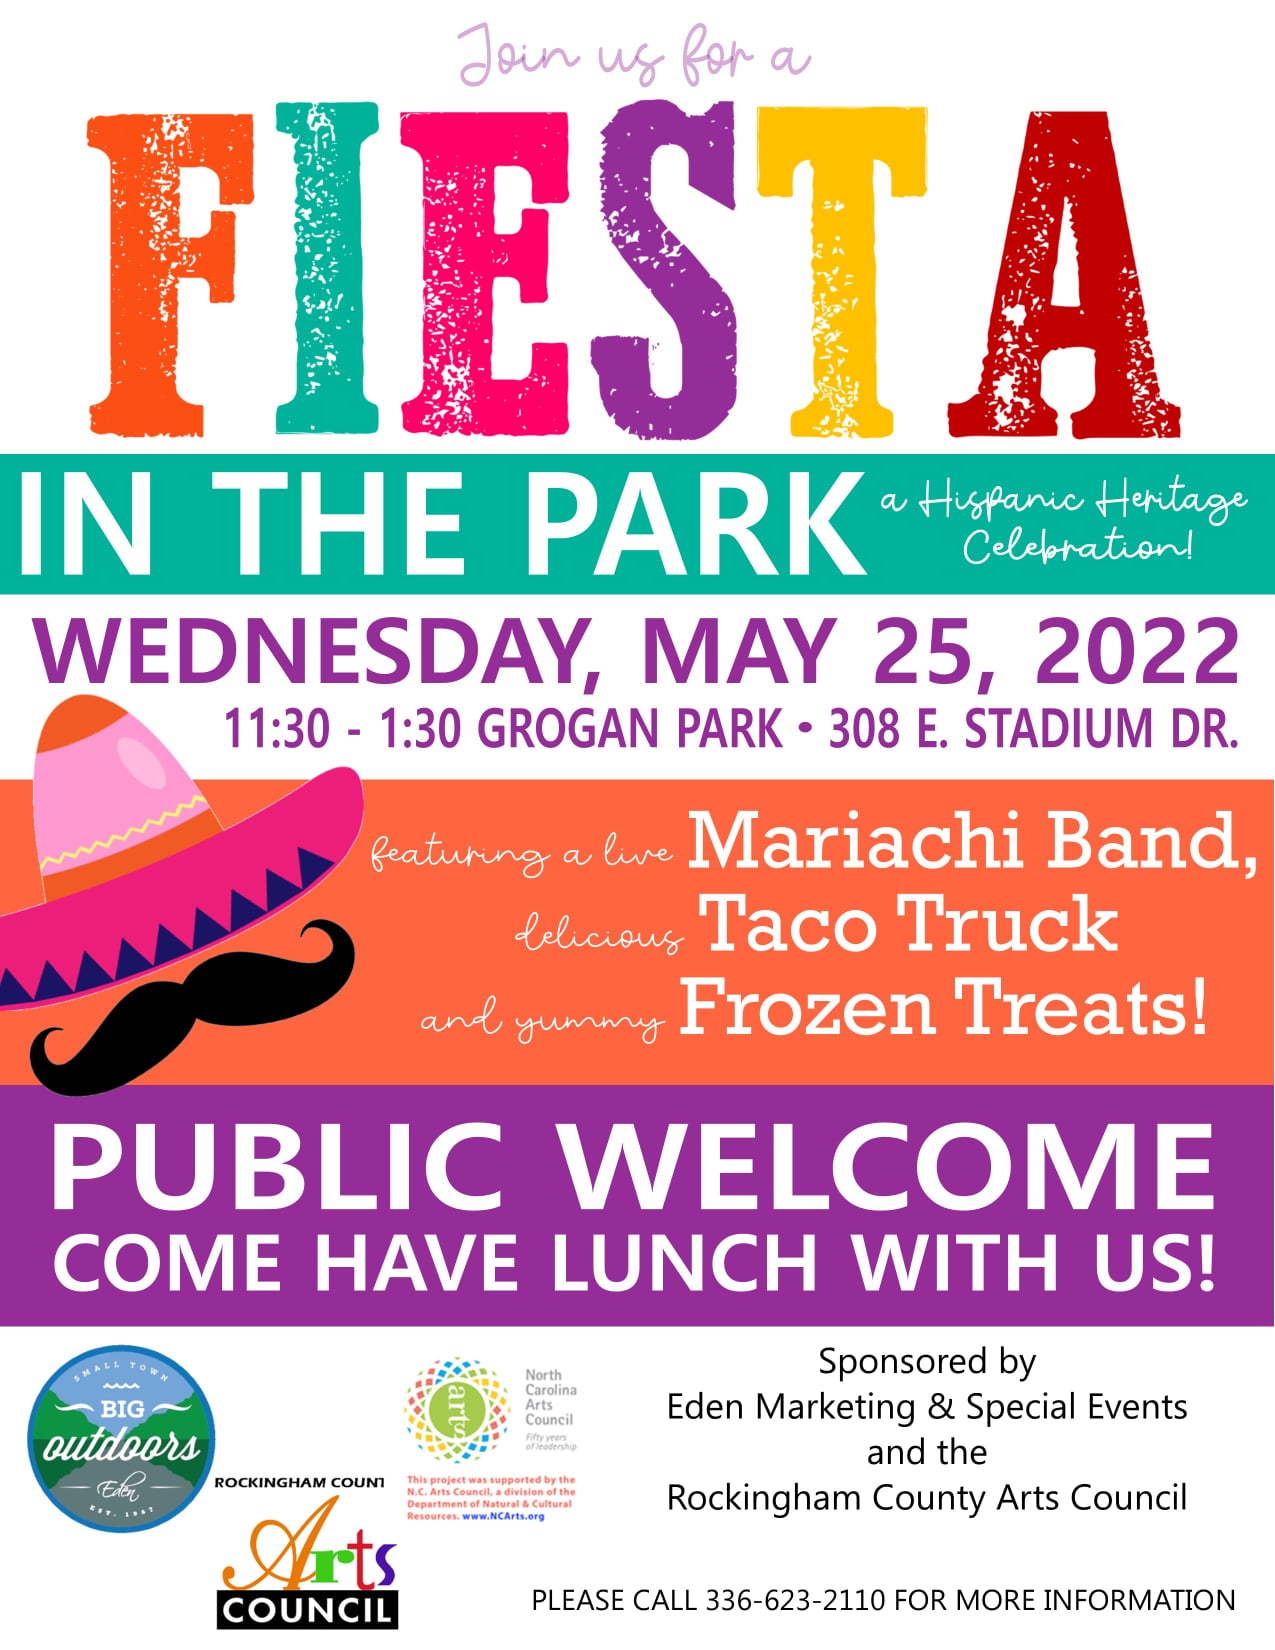 Join us for a
FIESTA
IN THE PARK
a Hispanic Heritage
Celebration!
WEDNESDAY, MAY 25, 2022
11:30 - 1:30 GROGAN PARK • 308 E. STADIUM DR.
featuring a live Mariachi Band,
delicious Taco Truck
and yummy Frozen Treats!
PUBLIC WELCOME
COME HAVE LUNCH WITH US!
SMALL TOWN
BIG
outdoors
Eden
EST. 1967
ROCKINGHAM COUNT
Arts
COUNCIL
arts
North
Carolina
Arts
Council
Fifty years
of leadership
This project was supported by the
N.C. Arts Council, a division of the
Department of Natural & Cultural
Resources. www.NCArts.org
Sponsored by
Eden Marketing & Special Events
and the
Rockingham County Arts Council
PLEASE CALL 336-623-2110 FOR MORE INFORMATION